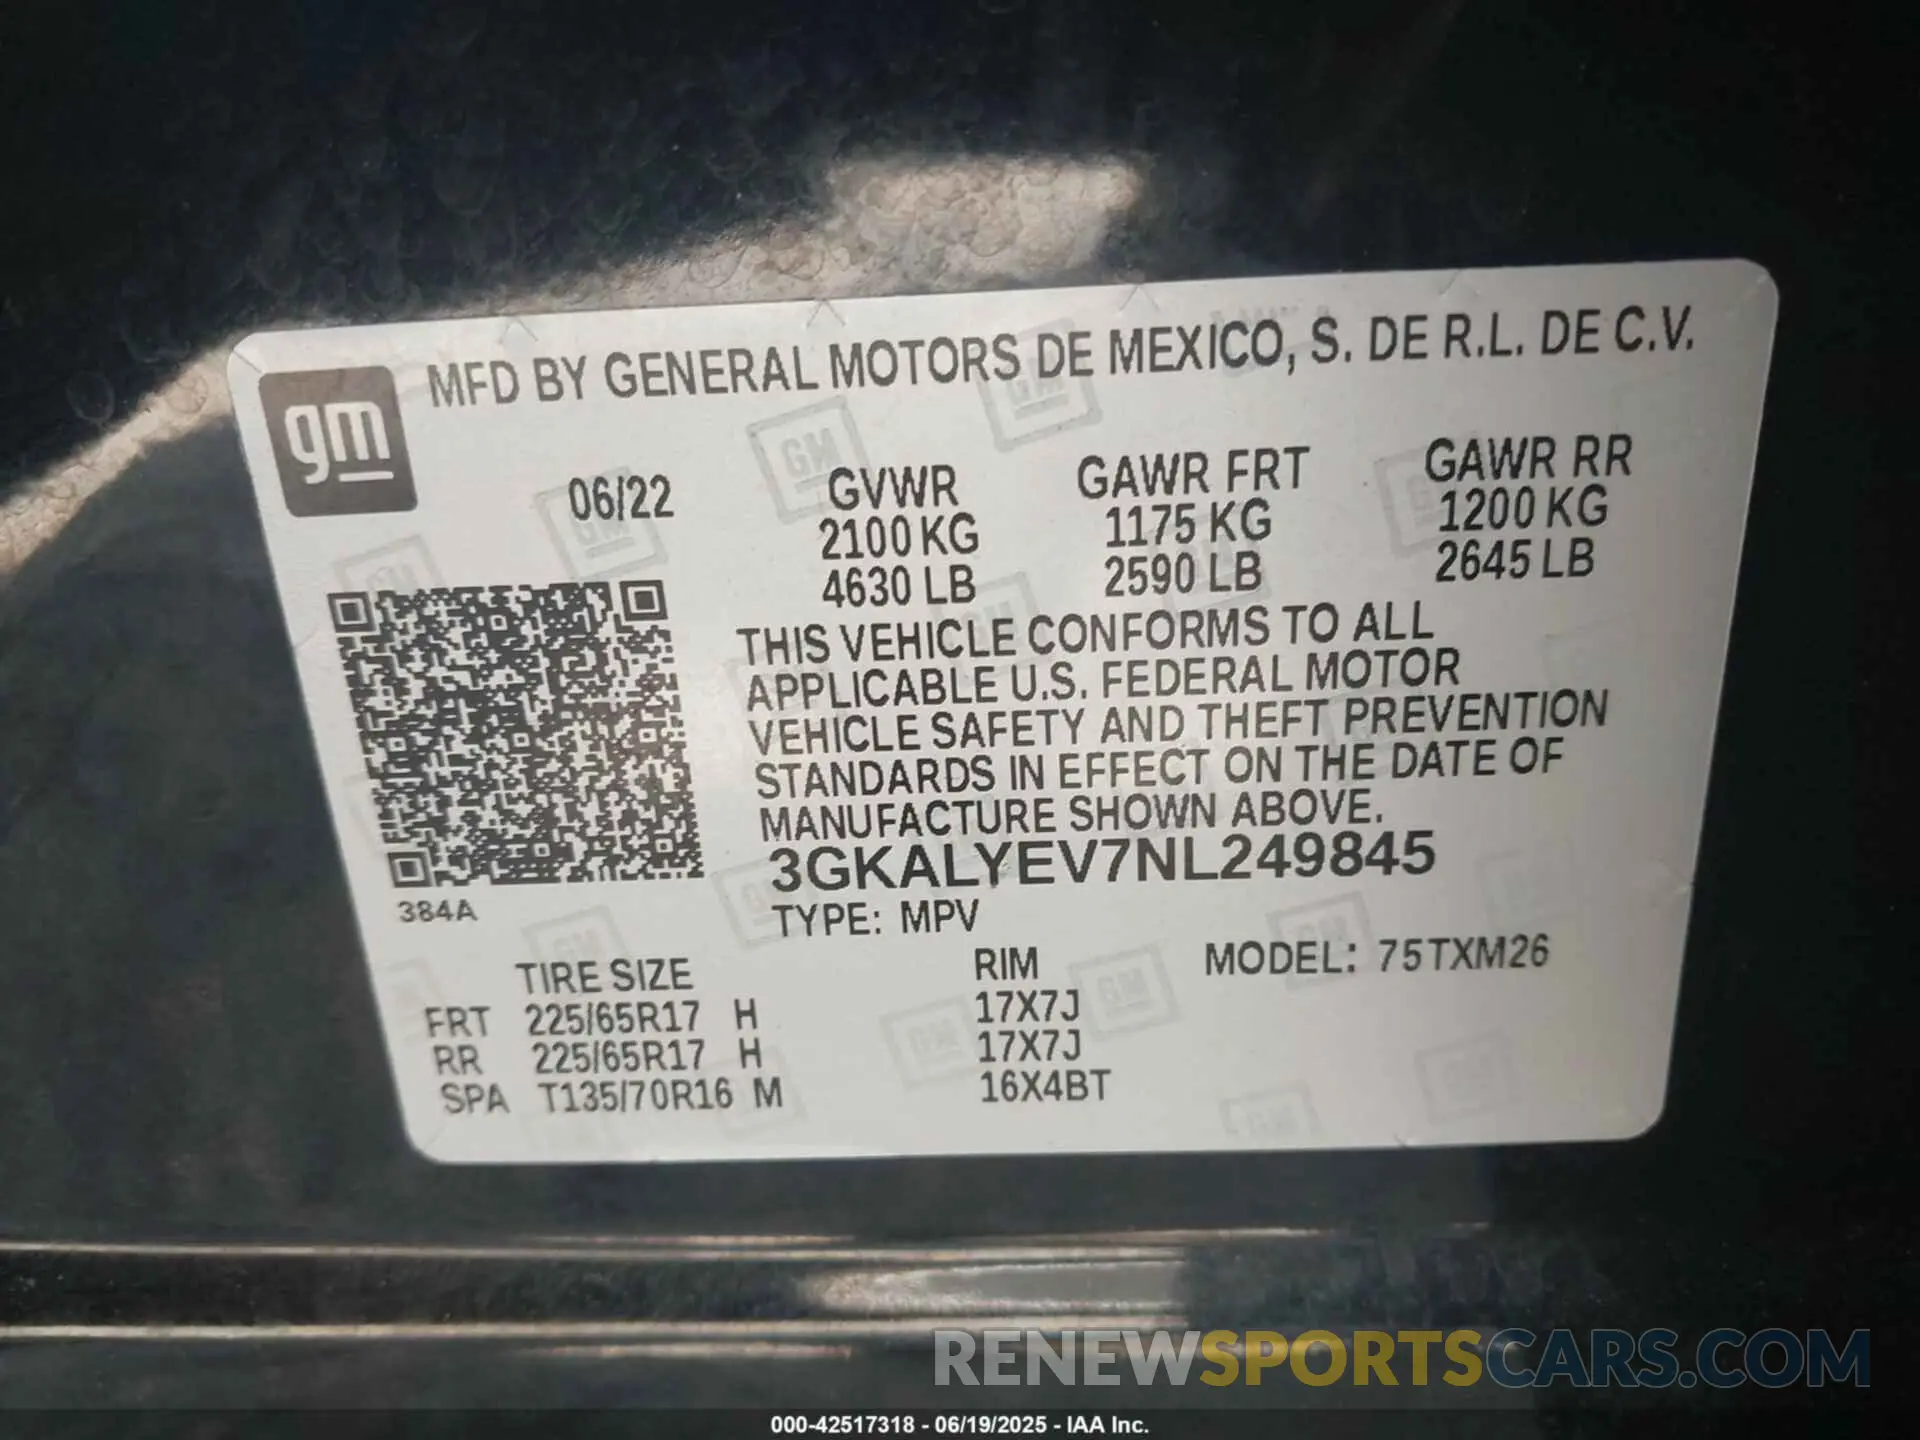 MFD BY GENERAL MOTORS DE MEXICO, S. DE R.L. DE C.V.
gm
06/22 GVWR GAWR FRT GAWR RR
2100 KG 1175 KG 1200 KG
4630 LB 2590 LB 2645 LB
THIS VEHICLE CONFORMS TO ALL
APPLICABLE U.S. FEDERAL MOTOR
VEHICLE SAFETY AND THEFT PREVENTION
STANDARDS IN EFFECT ON THE DATE OF
MANUFACTURE SHOWN ABOVE.
3GKALYEV7NL249845
384A
TYPE: MPV
TIRE SIZE RIM MODEL: 75TXM26
FRT 225/65R17 H 17X7J
RR 225/65R17 H 17X7J
SPA T135/70R16 M 16X4BT
RENEWSPORTSCARS.COM
000-42517318 - 06/19/2025 - IAA Inc.